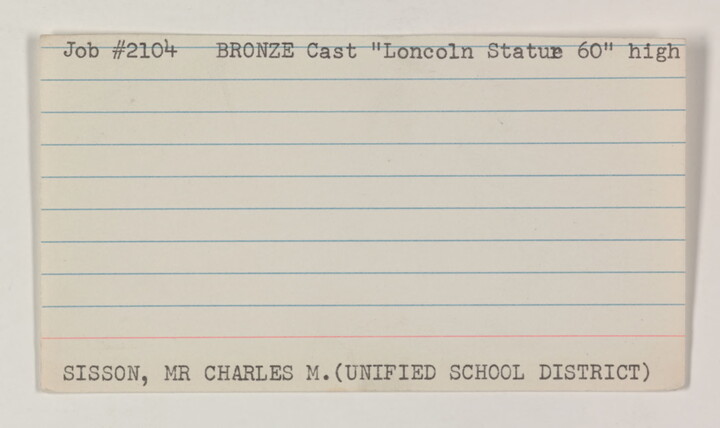 Job #2104 BRONZE Cast "Loncoln Statue 60" high
SISSON, MR CHARLES M.(UNIFIED SCHOOL DISTRICT)